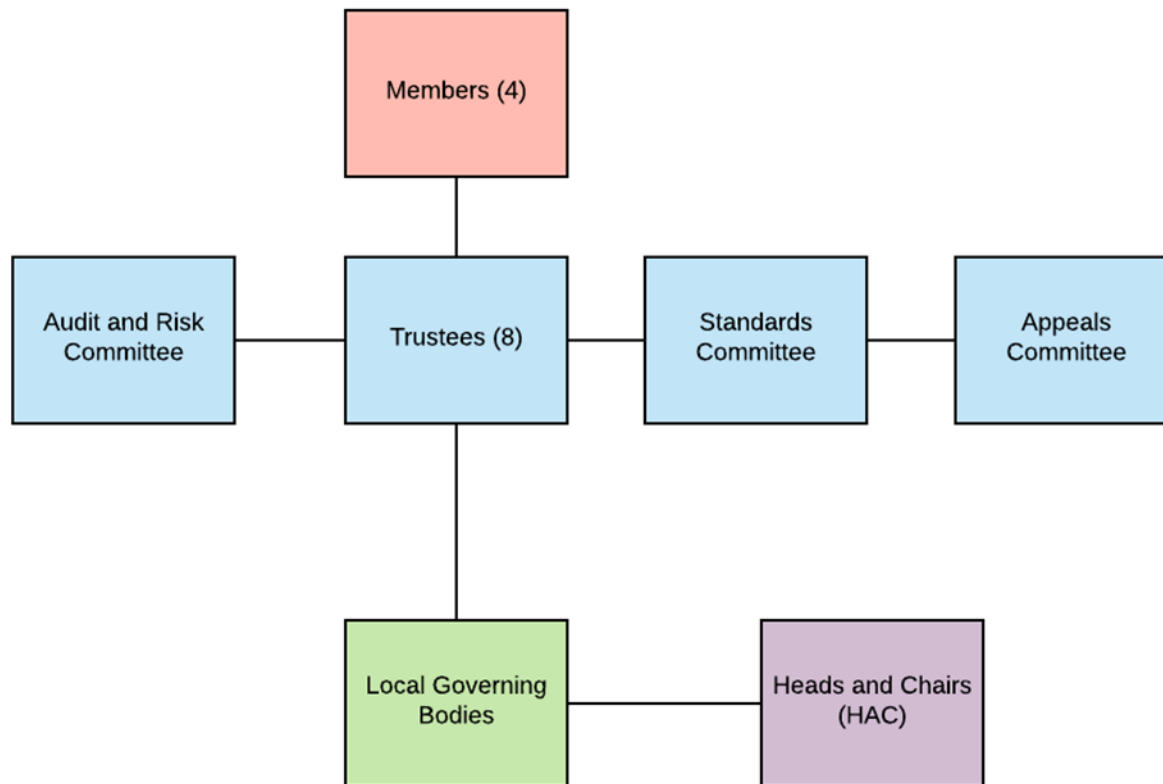 Members (4)
Audit and Risk
Committee
Trustees (8)
Standards
Committee
Appeals
Committee
Local Governing
Bodies
Heads and Chairs
(HAC)